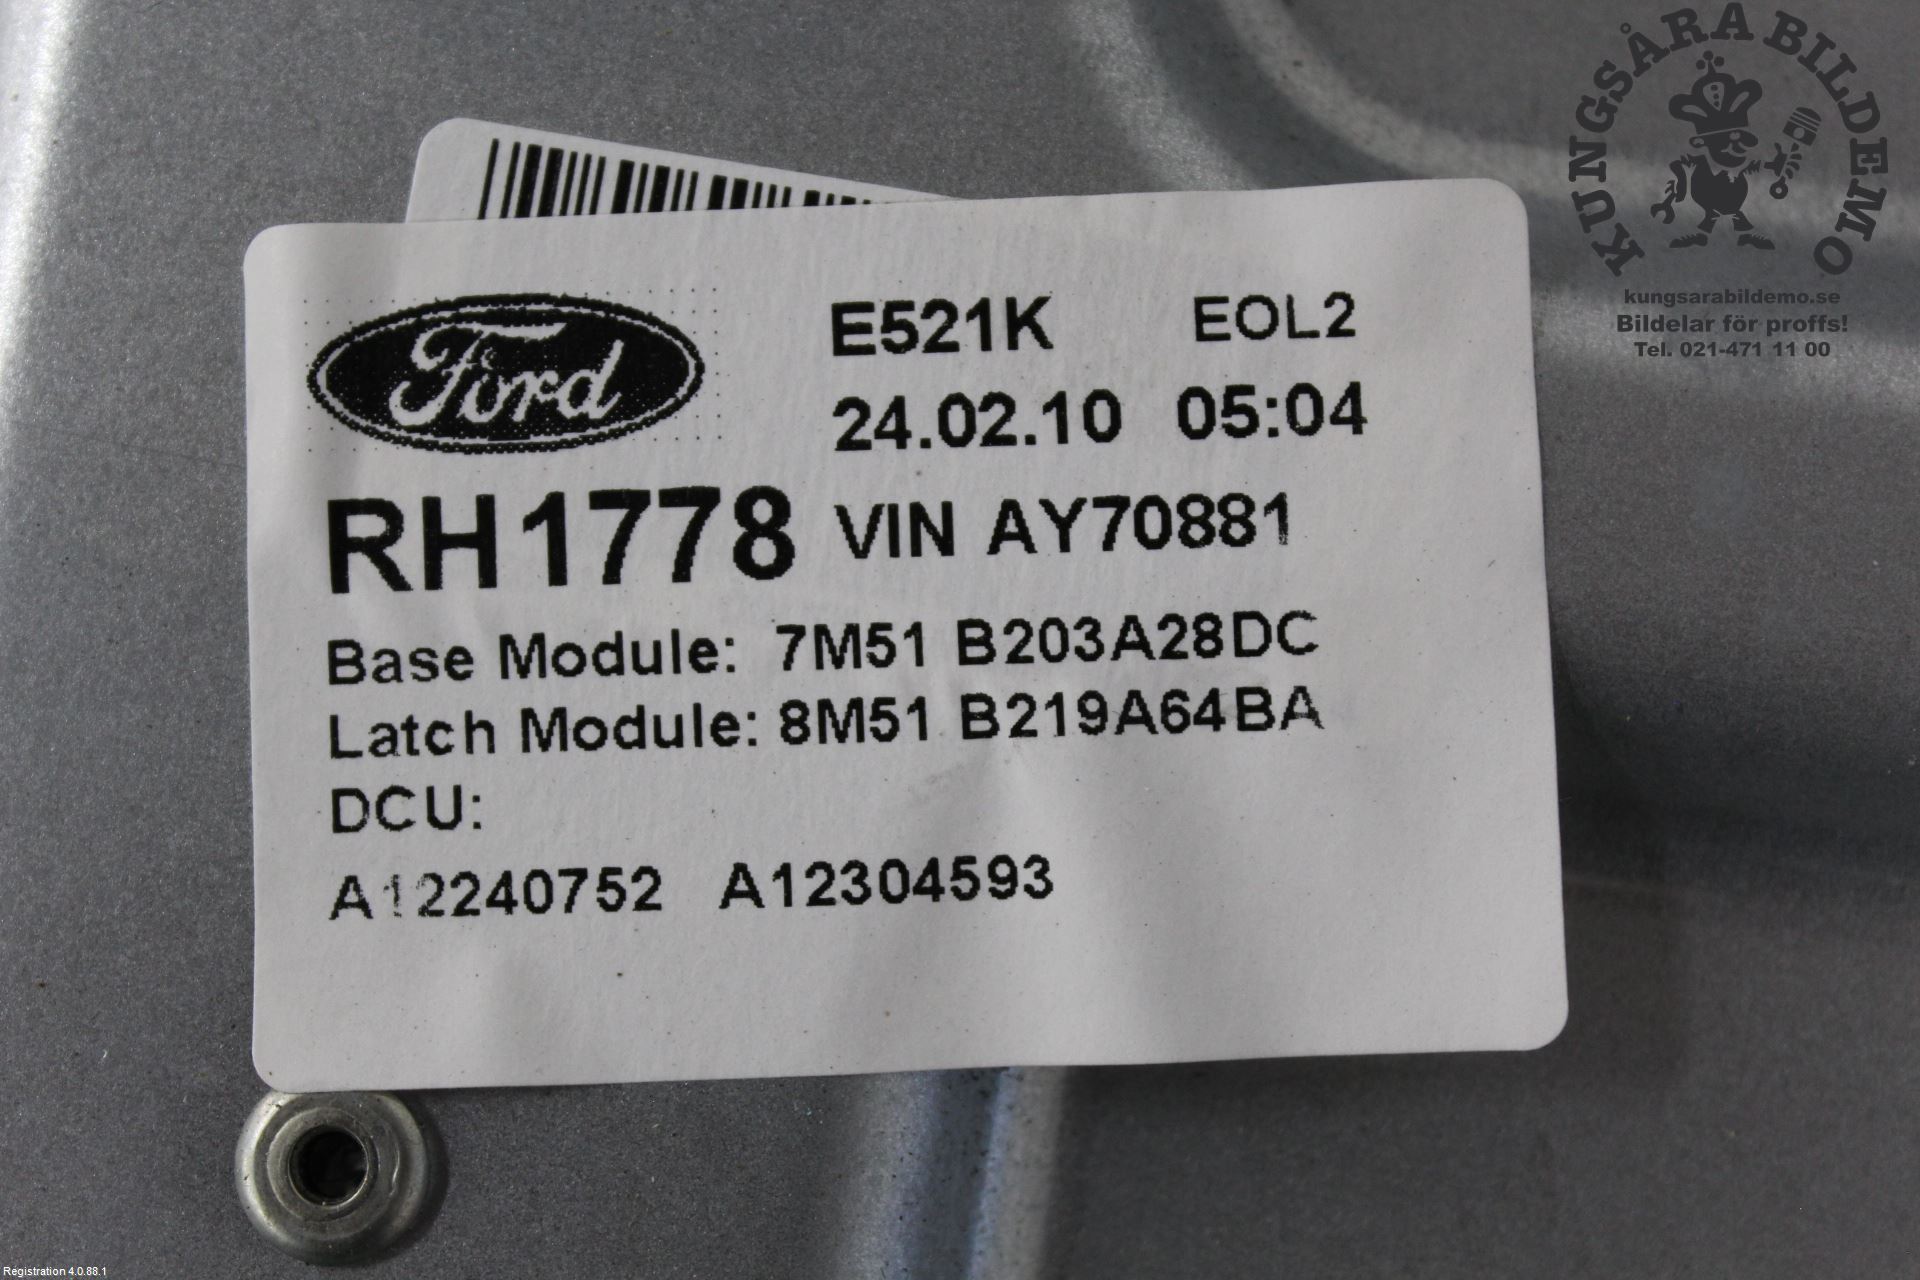 KUNGSÅRA BILDEMO
kungsarabildemo.se
Bildelar för proffs!
Tel. 021-471 11 00
Ford
E521K EOL2
24.02.10 05:04
RH1778 VIN AY70881
Base Module: 7M51 B203A28DC
Latch Module: 8M51 B219A64BA
DCU:
A12240752 A12304593
Registration 4.0.88.1